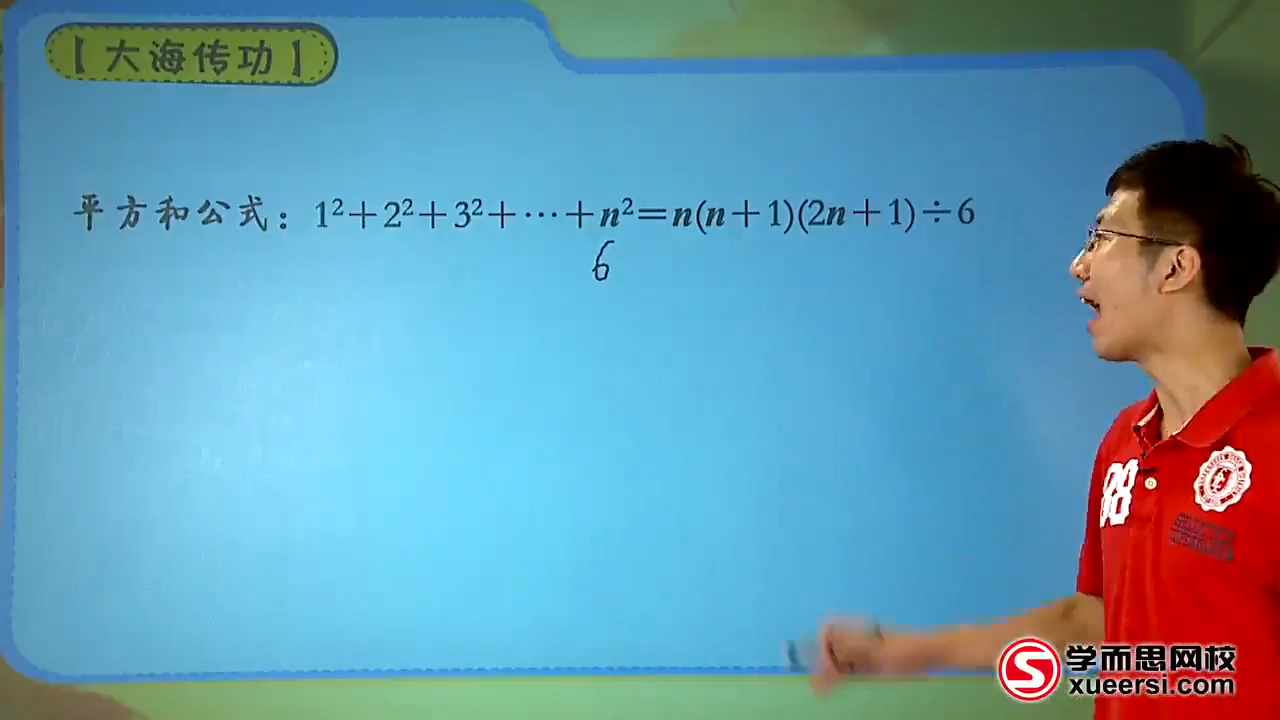 【大海传功】
平方和公式：1²+2²+3²+⋯+n²=n(n+1)(2n+1)÷6
6
88
学而思网校
xueersi.com